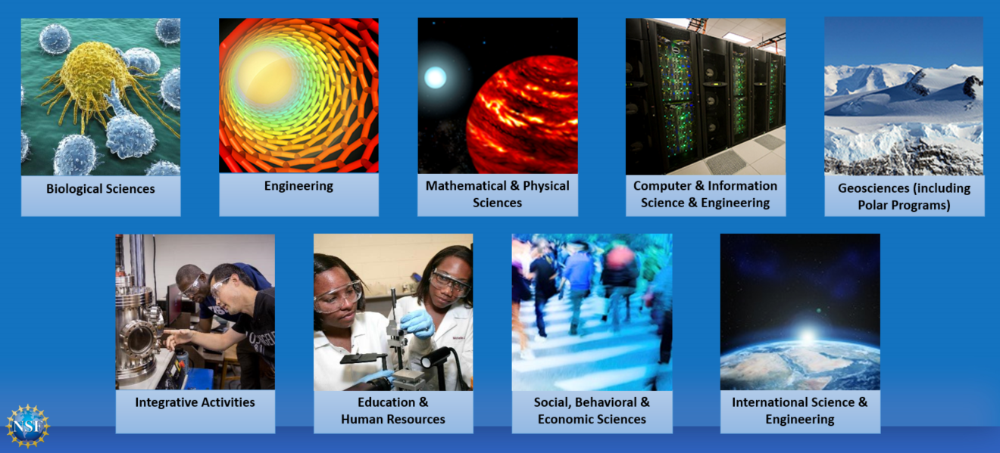 Biological Sciences
Engineering
Mathematical & Physical
Sciences
Computer & Information
Science & Engineering
Geosciences (including
Polar Programs)
Integrative Activities
Education &
Human Resources
Social, Behavioral &
Economic Sciences
International Science &
Engineering
NSF